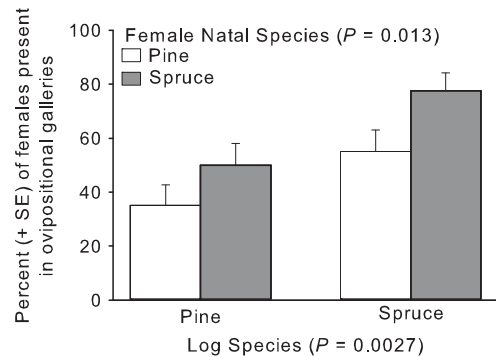 Percent (+ SE) of females present
in ovipositional galleries
100
80
60
40
20
0
Female Natal Species (P = 0.013)
Pine
Spruce
Pine
Spruce
Log Species (P = 0.0027)